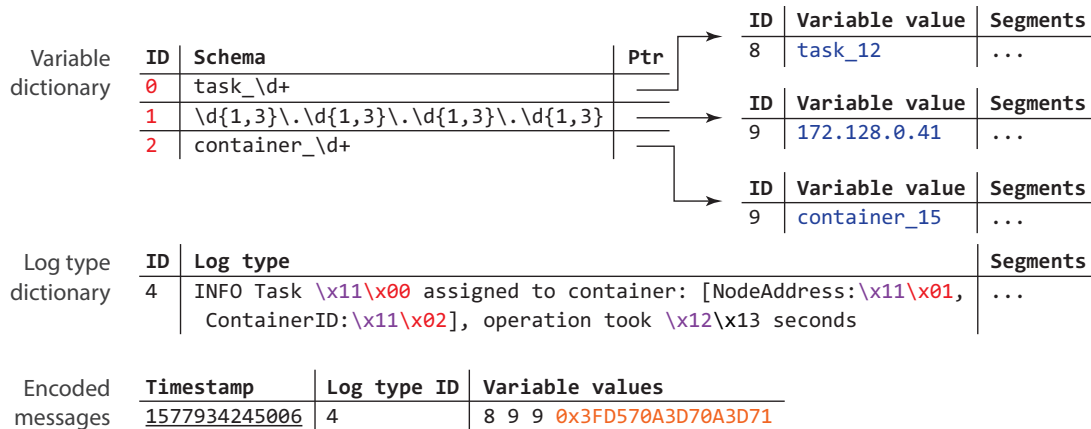 Variable dictionary
ID Schema Ptr
0 task_\d+
1 \d{1,3}\.\d{1,3}\.\d{1,3}\.\d{1,3}
2 container_\d+
ID Variable value Segments
8 task_12 ...
ID Variable value Segments
9 172.128.0.41 ...
ID Variable value Segments
9 container_15 ...
Log type dictionary
ID Log type Segments
4 INFO Task \x11\x00 assigned to container: [NodeAddress:\x11\x01, ...
ContainerID:\x11\x02], operation took \x12\x13 seconds
Encoded messages
Timestamp Log type ID Variable values
1577934245006 4 8 9 9 0x3FD570A3D70A3D71